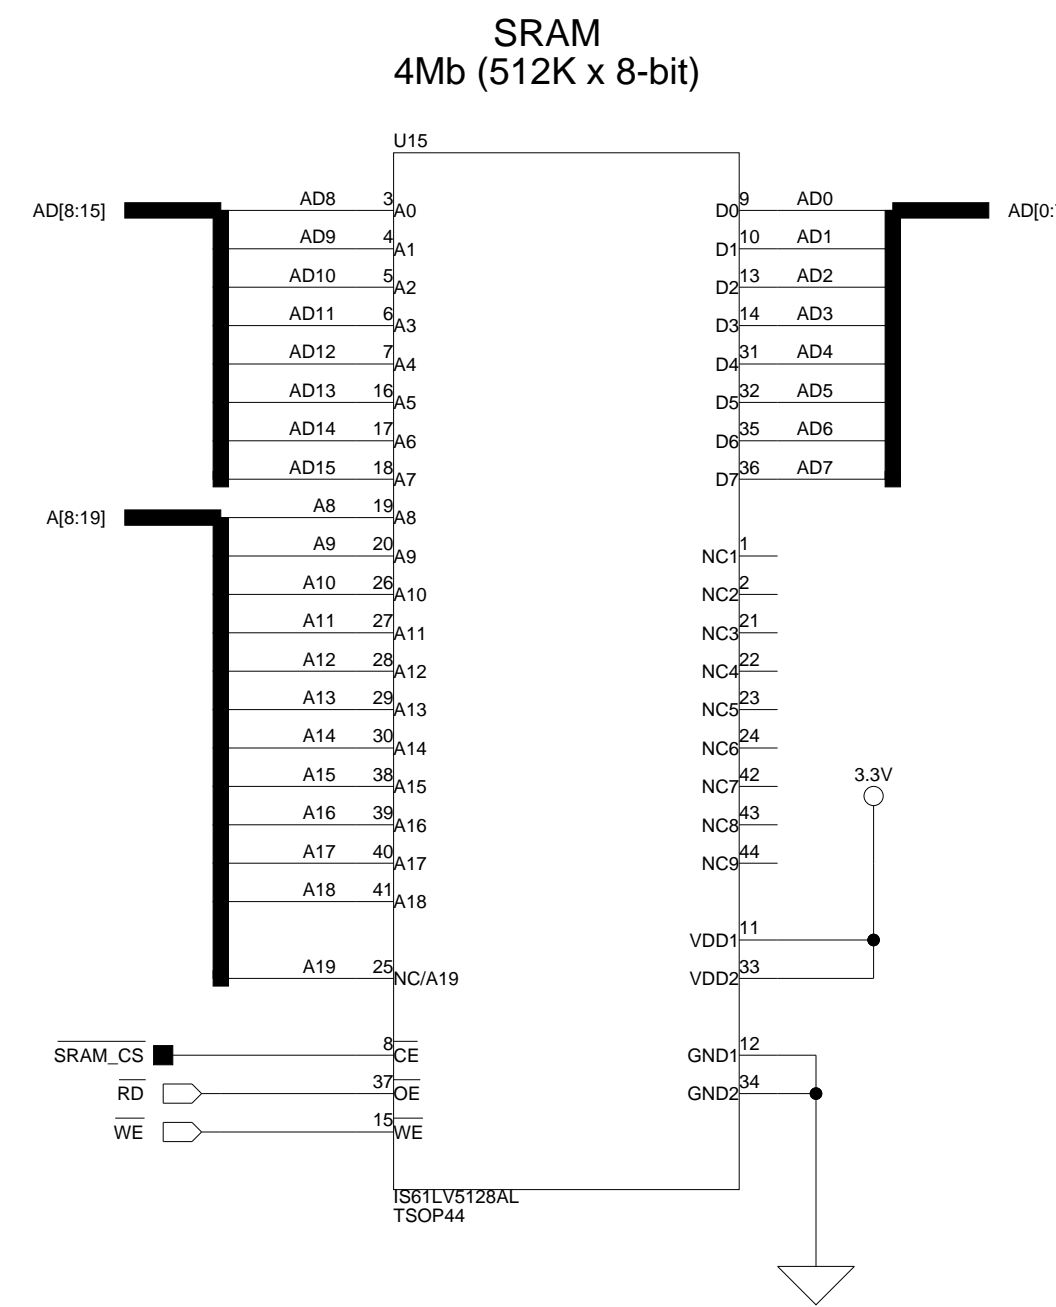 SRAM
4Mb (512K x 8-bit)
U15
AD[8:15] AD8 3 A0 D0 9 AD0 AD[0:
AD9 4 A1 D1 10 AD1
AD10 5 A2 D2 13 AD2
AD11 6 A3 D3 14 AD3
AD12 7 A4 D4 31 AD4
AD13 16 A5 D5 32 AD5
AD14 17 A6 D6 35 AD6
AD15 18 A7 D7 36 AD7
A[8:19] A8 19 A8
A9 20 A9 NC1 1
A10 26 A10 NC2 2
A11 27 A11 NC3 21
A12 28 A12 NC4 22
A13 29 A13 NC5 23
A14 30 A14 NC6 24
A15 38 A15 NC7 42 3.3V
A16 39 A16 NC8 43
A17 40 A17 NC9 44
A18 41 A18
VDD1 11
A19 25 NC/A19 VDD2 33
SRAM_CS 8 CE GND1 12
RD 37 OE GND2 34
WE 15 WE
IS61LV5128AL
TSOP44